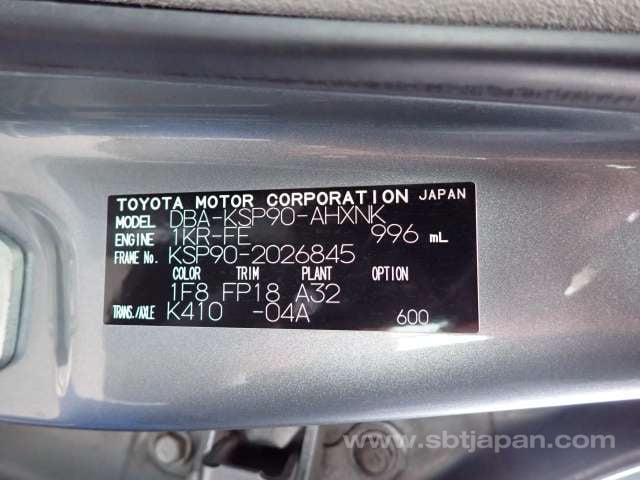 TOYOTA MOTOR CORPORATION JAPAN
MODEL DBA-KSP90-AHXNK
ENGINE 1KR-FE 996 mL
FRAME No. KSP90-2026845
COLOR TRIM PLANT OPTION
1F8 FP18 A32
TRANS./AXLE K410 -04A 600
www.sbtjapan.com